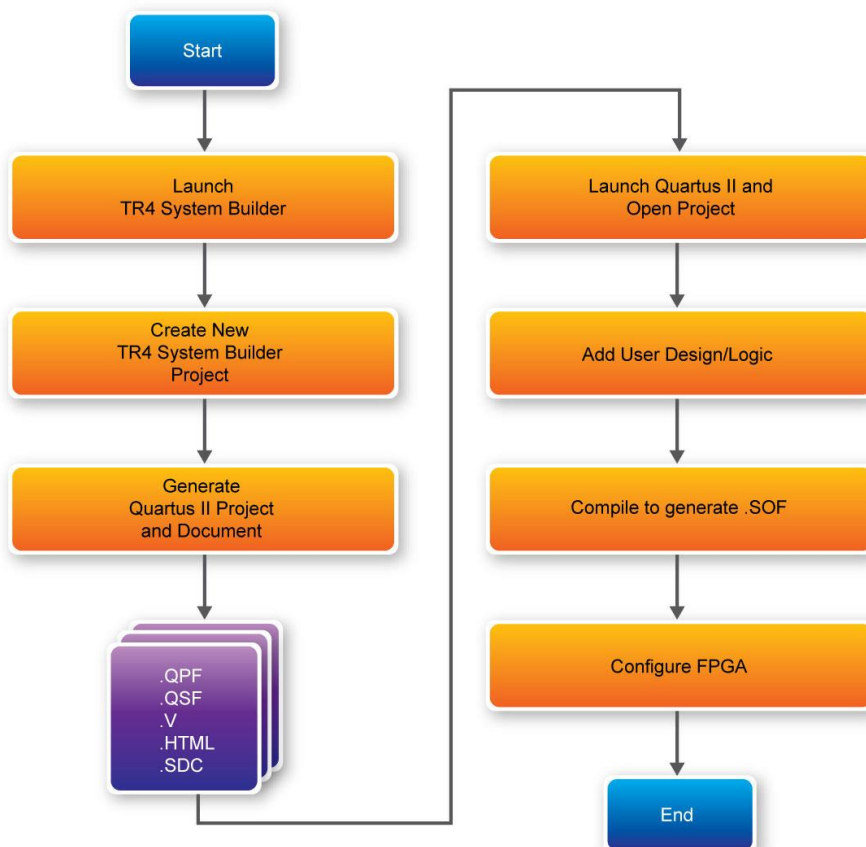 Start
Launch
TR4 System Builder
Create New
TR4 System Builder
Project
Generate
Quartus II Project
and Document
.QPF
.QSF
.V
.HTML
.SDC
Launch Quartus II and
Open Project
Add User Design/Logic
Compile to generate .SOF
Configure FPGA
End